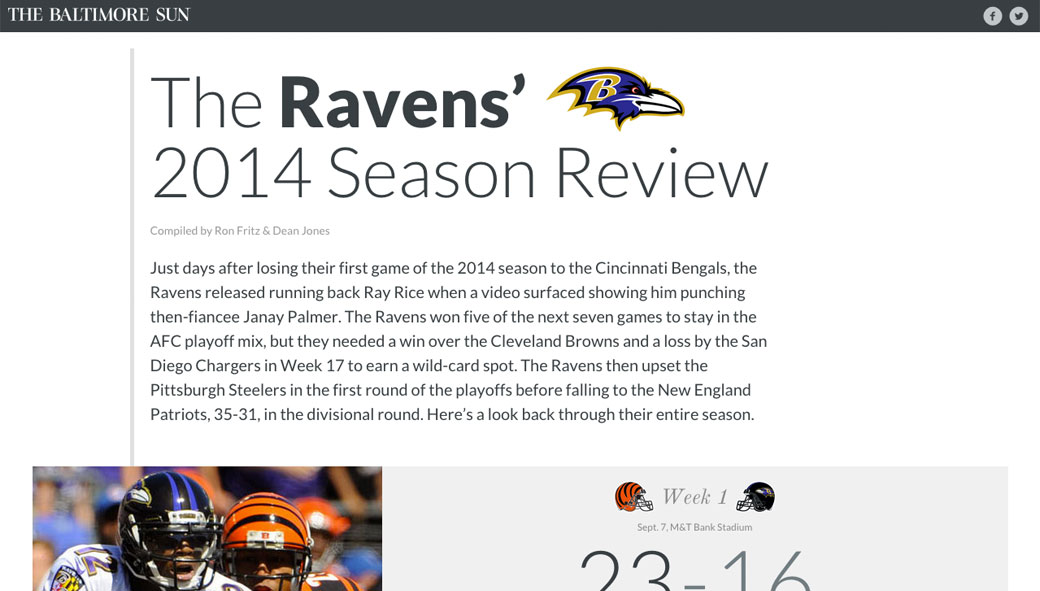 THE BALTIMORE SUN
The Ravens’
2014 Season Review
Compiled by Ron Fritz & Dean Jones
Just days after losing their first game of the 2014 season to the Cincinnati Bengals, the
Ravens released running back Ray Rice when a video surfaced showing him punching
then-fiancee Janay Palmer. The Ravens won five of the next seven games to stay in the
AFC playoff mix, but they needed a win over the Cleveland Browns and a loss by the San
Diego Chargers in Week 17 to earn a wild-card spot. The Ravens then upset the
Pittsburgh Steelers in the first round of the playoffs before falling to the New England
Patriots, 35-31, in the divisional round. Here’s a look back through their entire season.
Week 1
Sept. 7, M&T Bank Stadium
23-16
12